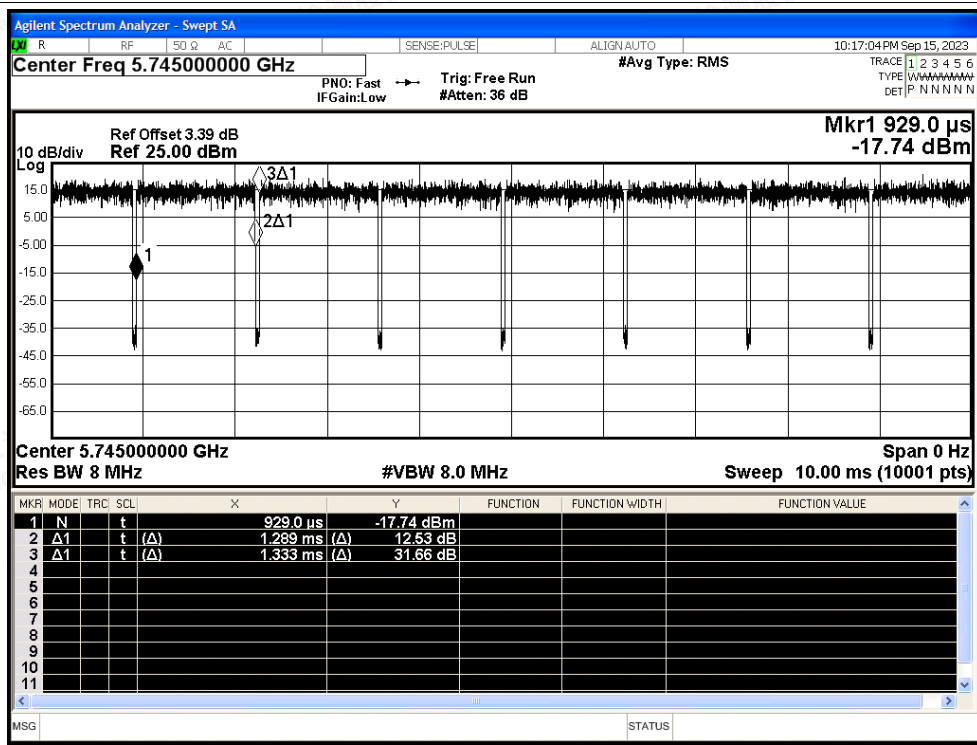 Agilent Spectrum Analyzer - Swept SA
LXI R RF 50 Ω AC SENSE:PULSE ALIGN AUTO 10:17:04 PM Sep 15, 2023
Center Freq 5.745000000 GHz #Avg Type: RMS TRACE 1 2 3 4 5 6
PNO: Fast Trig: Free Run TYPE
IFGain:Low #Atten: 36 dB DET P N N N N N
Mkr1 929.0 µs
-17.74 dBm
Ref Offset 3.39 dB
10 dB/div Ref 25.00 dBm
Log
3Δ1
15.0
5.00
2Δ1
-5.00
1
-15.0
-25.0
-35.0
-45.0
-55.0
-65.0
Center 5.745000000 GHz Span 0 Hz
Res BW 8 MHz #VBW 8.0 MHz Sweep 10.00 ms (10001 pts)
MKR MODE TRC SCL X Y FUNCTION FUNCTION WIDTH FUNCTION VALUE
1 N t 929.0 µs -17.74 dBm
2 Δ1 t (Δ) 1.289 ms (Δ) 12.53 dB
3 Δ1 t (Δ) 1.333 ms (Δ) 31.66 dB
4
5
6
7
8
9
10
11
MSG STATUS